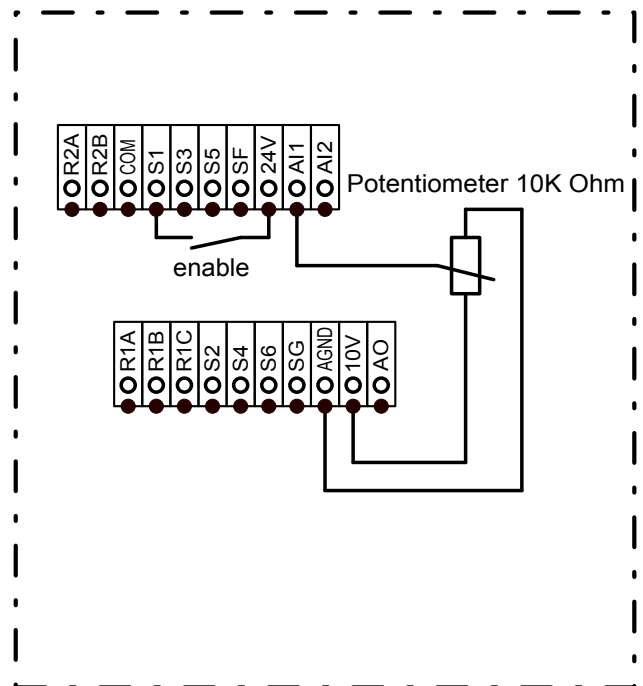 R2A R2B COM S1 S3 S5 SF 24V AI1 AI2
Potentiometer 10K Ohm
enable
R1A R1B R1C S2 S4 S6 SG AGND 10V AO